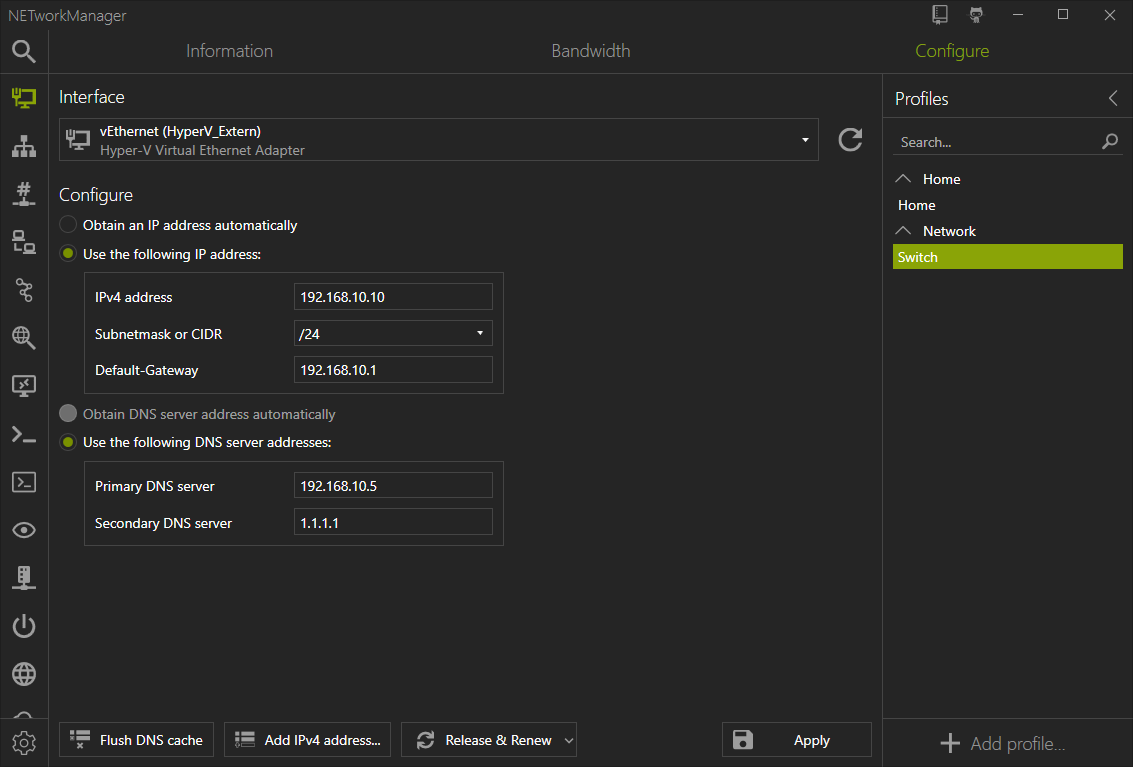 NETworkManager
Information
Bandwidth
Configure
Interface
vEthernet (HyperV_Extern)
Hyper-V Virtual Ethernet Adapter
Configure
Obtain an IP address automatically
Use the following IP address:
IPv4 address
192.168.10.10
Subnetmask or CIDR
/24
Default-Gateway
192.168.10.1
Obtain DNS server address automatically
Use the following DNS server addresses:
Primary DNS server
192.168.10.5
Secondary DNS server
1.1.1.1
Flush DNS cache
Add IPv4 address...
Release & Renew
Apply
Profiles
Search...
Home
Home
Network
Switch
Add profile...